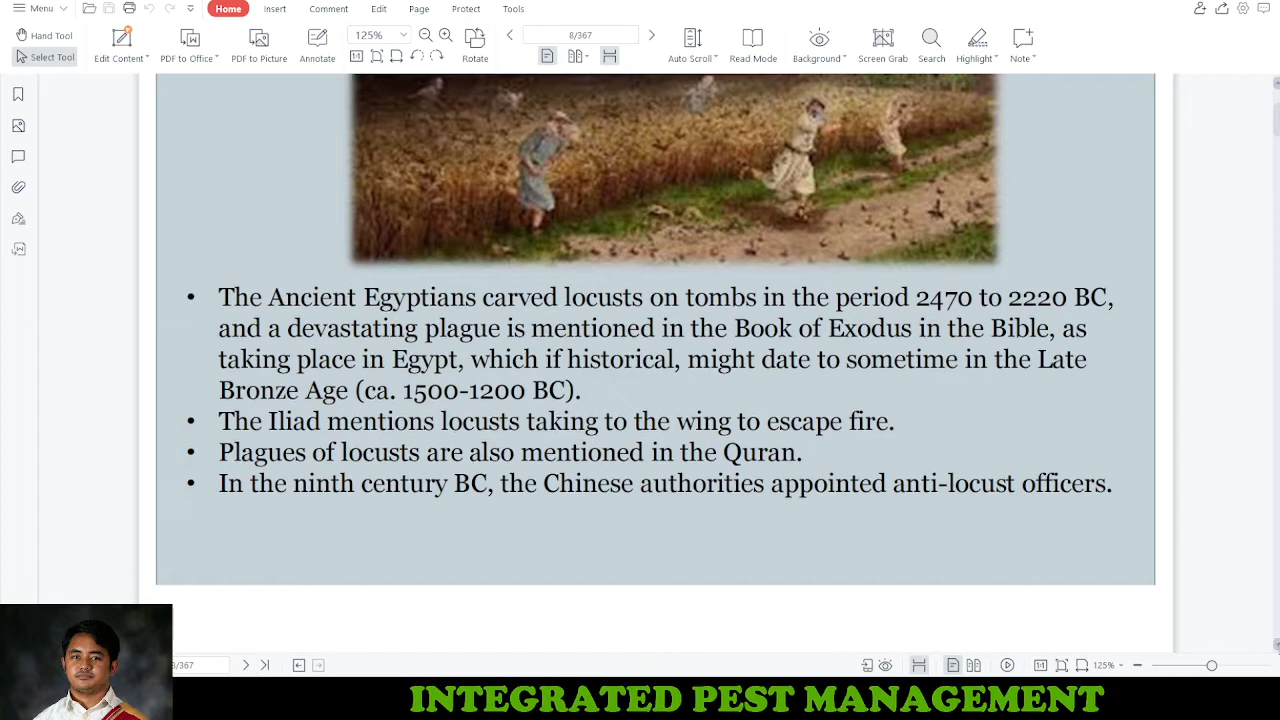 Menu
Home
Insert
Comment
Edit
Page
Protect
Tools
Hand Tool
Select Tool
Edit Content
PDF to Office
PDF to Picture
Annotate
125%
Rotate
8/367
Auto Scroll
Read Mode
Background
Screen Grab
Search
Highlight
Note
• The Ancient Egyptians carved locusts on tombs in the period 2470 to 2220 BC,
and a devastating plague is mentioned in the Book of Exodus in the Bible, as
taking place in Egypt, which if historical, might date to sometime in the Late
Bronze Age (ca. 1500-1200 BC).
• The Iliad mentions locusts taking to the wing to escape fire.
• Plagues of locusts are also mentioned in the Quran.
• In the ninth century BC, the Chinese authorities appointed anti-locust officers.
/367
125%
INTEGRATED PEST MANAGEMENT